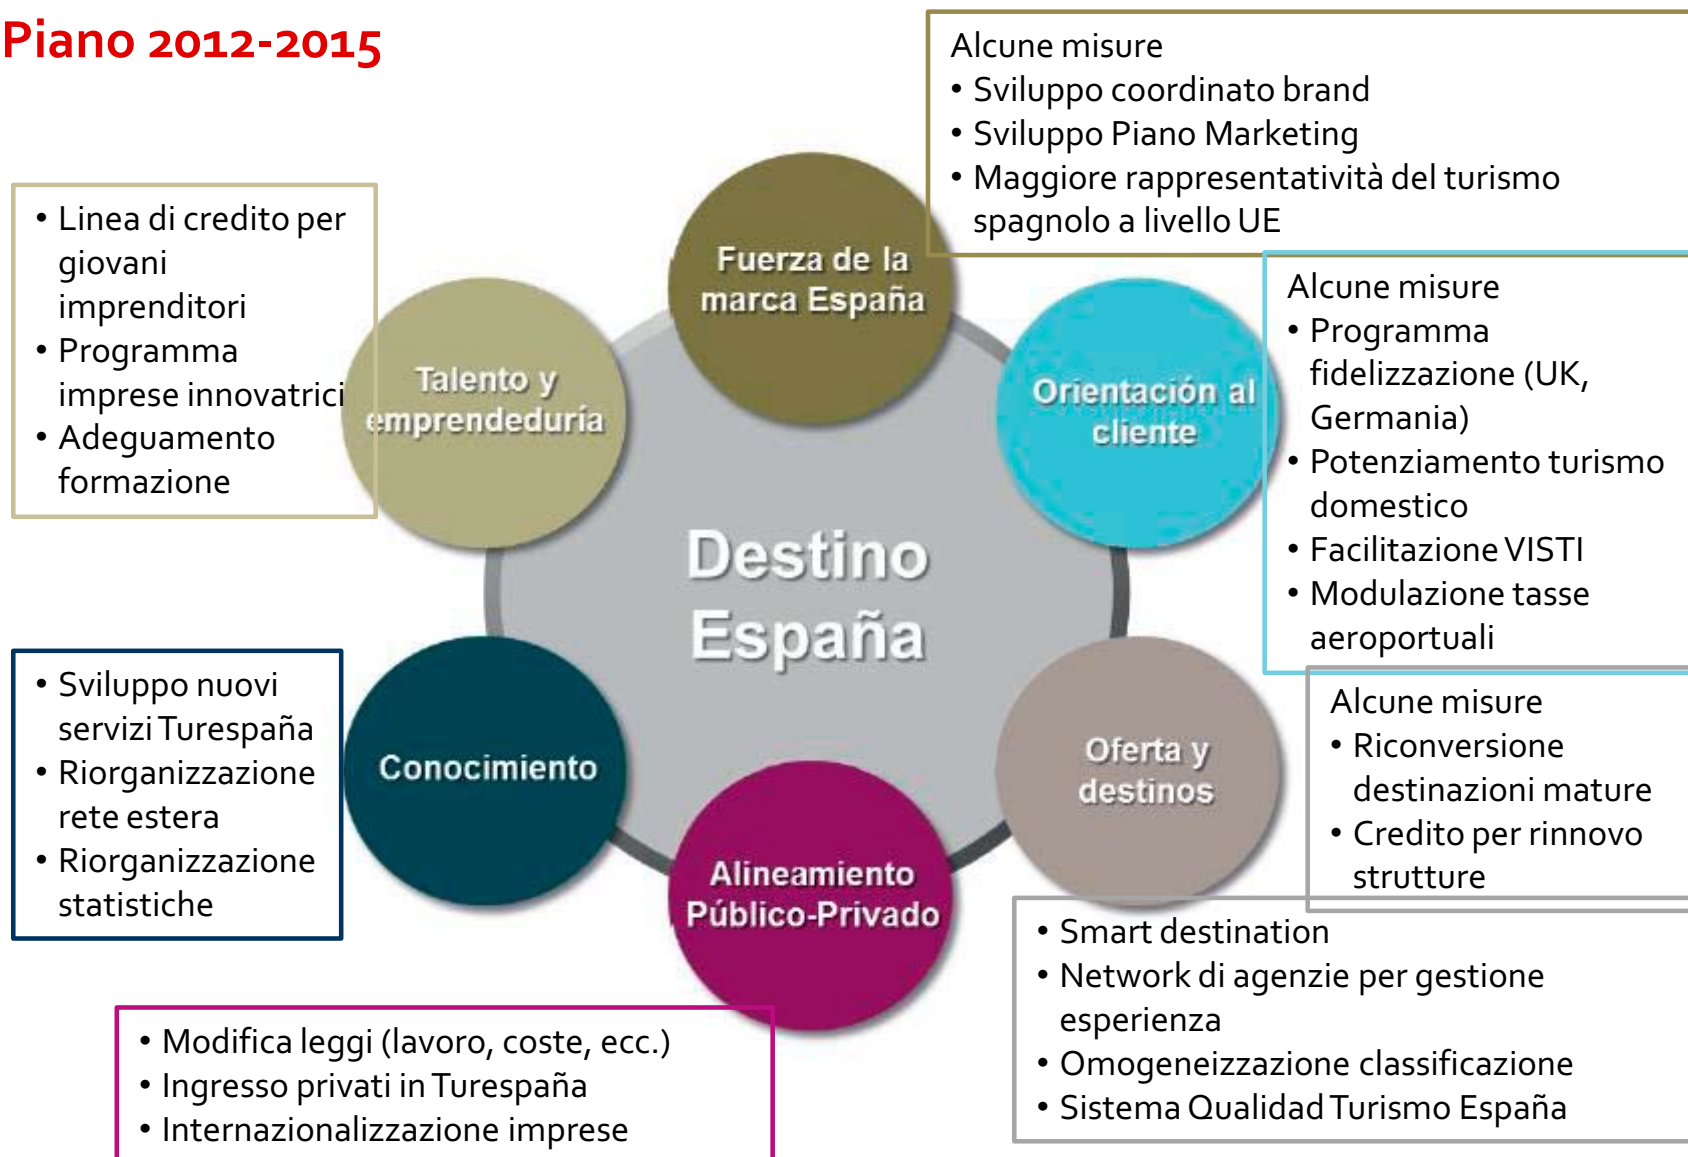 Piano 2012-2015
Alcune misure
• Sviluppo coordinato brand
• Sviluppo Piano Marketing
• Maggiore rappresentatività del turismo
spagnolo a livello UE
• Linea di credito per
giovani
imprenditori
• Programma
imprese innovatrici
• Adeguamento
formazione
Fuerza de la
marca España
Talento y
emprendeduría
Orientación al
cliente
Alcune misure
• Programma
fidelizzazione (UK,
Germania)
• Potenziamento turismo
domestico
• Facilitazione VISTI
• Modulazione tasse
aeroportuali
Destino
España
• Sviluppo nuovi
servizi Turespaña
• Riorganizzazione
rete estera
• Riorganizzazione
statistiche
Conocimiento
Oferta y
destinos
Alcune misure
• Riconversione
destinazioni mature
• Credito per rinnovo
strutture
Alineamiento
Público-Privado
• Smart destination
• Network di agenzie per gestione
esperienza
• Omogeneizzazione classificazione
• Sistema Qualidad Turismo España
• Modifica leggi (lavoro, coste, ecc.)
• Ingresso privati in Turespaña
• Internazionalizzazione imprese